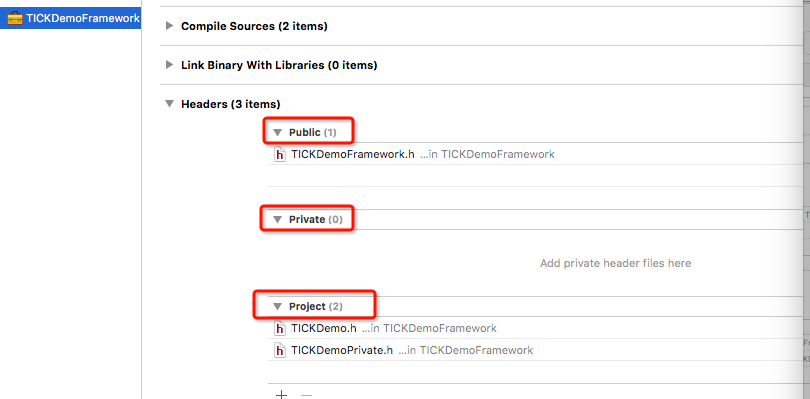 TICKDemoFramework
Compile Sources (2 items)
Link Binary With Libraries (0 items)
Headers (3 items)
Public (1)
h TICKDemoFramework.h ...in TICKDemoFramework
Private (0)
Add private header files here
Project (2)
h TICKDemo.h ...in TICKDemoFramework
h TICKDemoPrivate.h ...in TICKDemoFramework